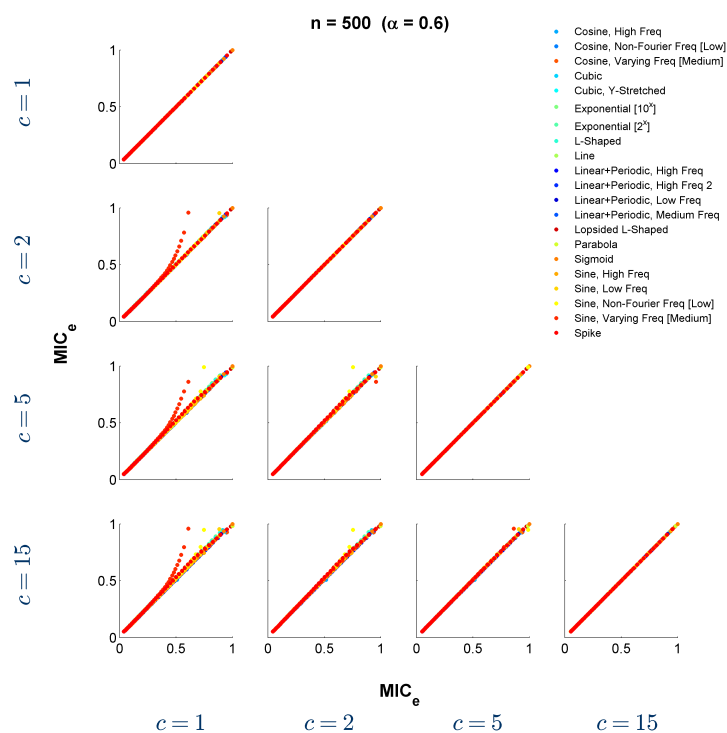 n = 500 (α = 0.6)
Cosine, High Freq
Cosine, Non-Fourier Freq [Low]
Cosine, Varying Freq [Medium]
Cubic
Cubic, Y-Stretched
Exponential [10^x]
Exponential [2^x]
L-Shaped
Line
Linear+Periodic, High Freq
Linear+Periodic, High Freq 2
Linear+Periodic, Low Freq
Linear+Periodic, Medium Freq
Lopsided L-Shaped
Parabola
Sigmoid
Sine, High Freq
Sine, Low Freq
Sine, Non-Fourier Freq [Low]
Sine, Varying Freq [Medium]
Spike
c = 1
1
0.5
0
c = 2
1
0.5
0
MIC_e
c = 5
1
0.5
0
c = 15
1
0.5
0
0 0.5 1 0 0.5 1 0 0.5 1 0 0.5 1
MIC_e
c = 1 c = 2 c = 5 c = 15